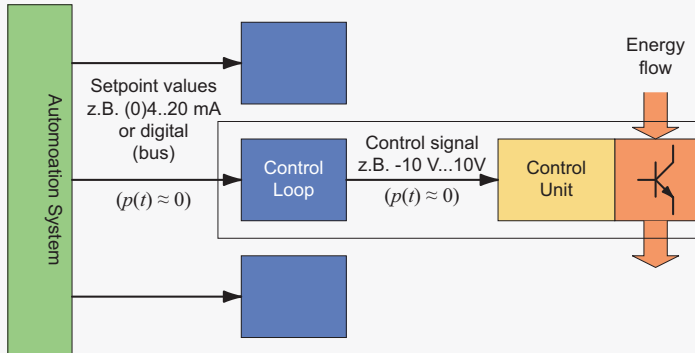 Automoation System
Setpoint values
z.B. (0)4..20 mA
or digital
(bus)
(p(t) ≈ 0)
Control
Loop
Control signal
z.B. -10 V...10V
(p(t) ≈ 0)
Control
Unit
Energy
flow